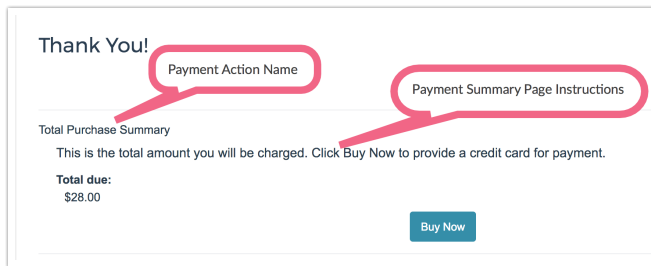 Thank You!
Payment Action Name
Payment Summary Page Instructions
Total Purchase Summary
This is the total amount you will be charged. Click Buy Now to provide a credit card for payment.
Total due:
$28.00
Buy Now